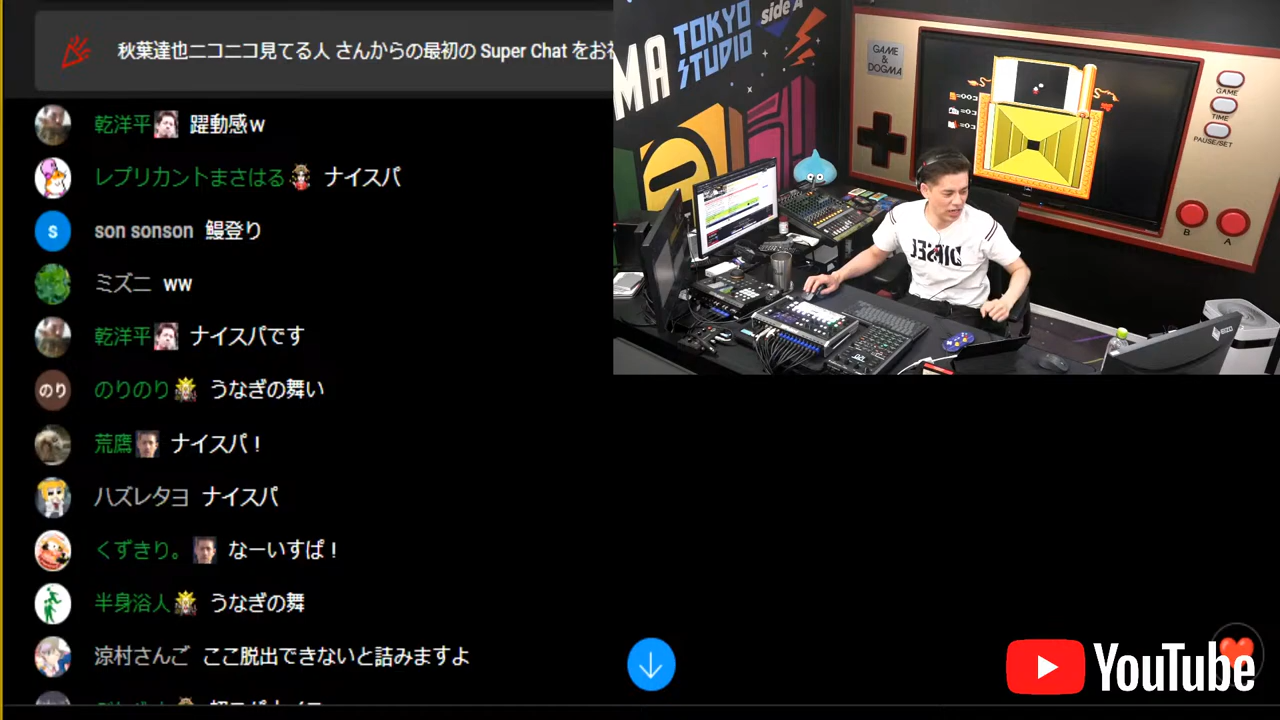 秋葉達也ニコニコ見てる人 さんからの最初の Super Chat をお
乾洋平 躍動感w
レプリカントまさはる ナイスパ
S son sonson 鰻登り
ミズニ ww
乾洋平 ナイスパです
のり のりのり うなぎの舞い
荒鷹 ナイスパ！
ハズレタヨ ナイスパ
くずきり。 なーいすぱ！
半身浴人 うなぎの舞
涼村さんご ここ脱出できないと詰みますよ
MA TOKYO STUDIO side A
GAME & DOGMA
GAME
TIME
PAUSE/SET
B A
DIESEL
YouTube